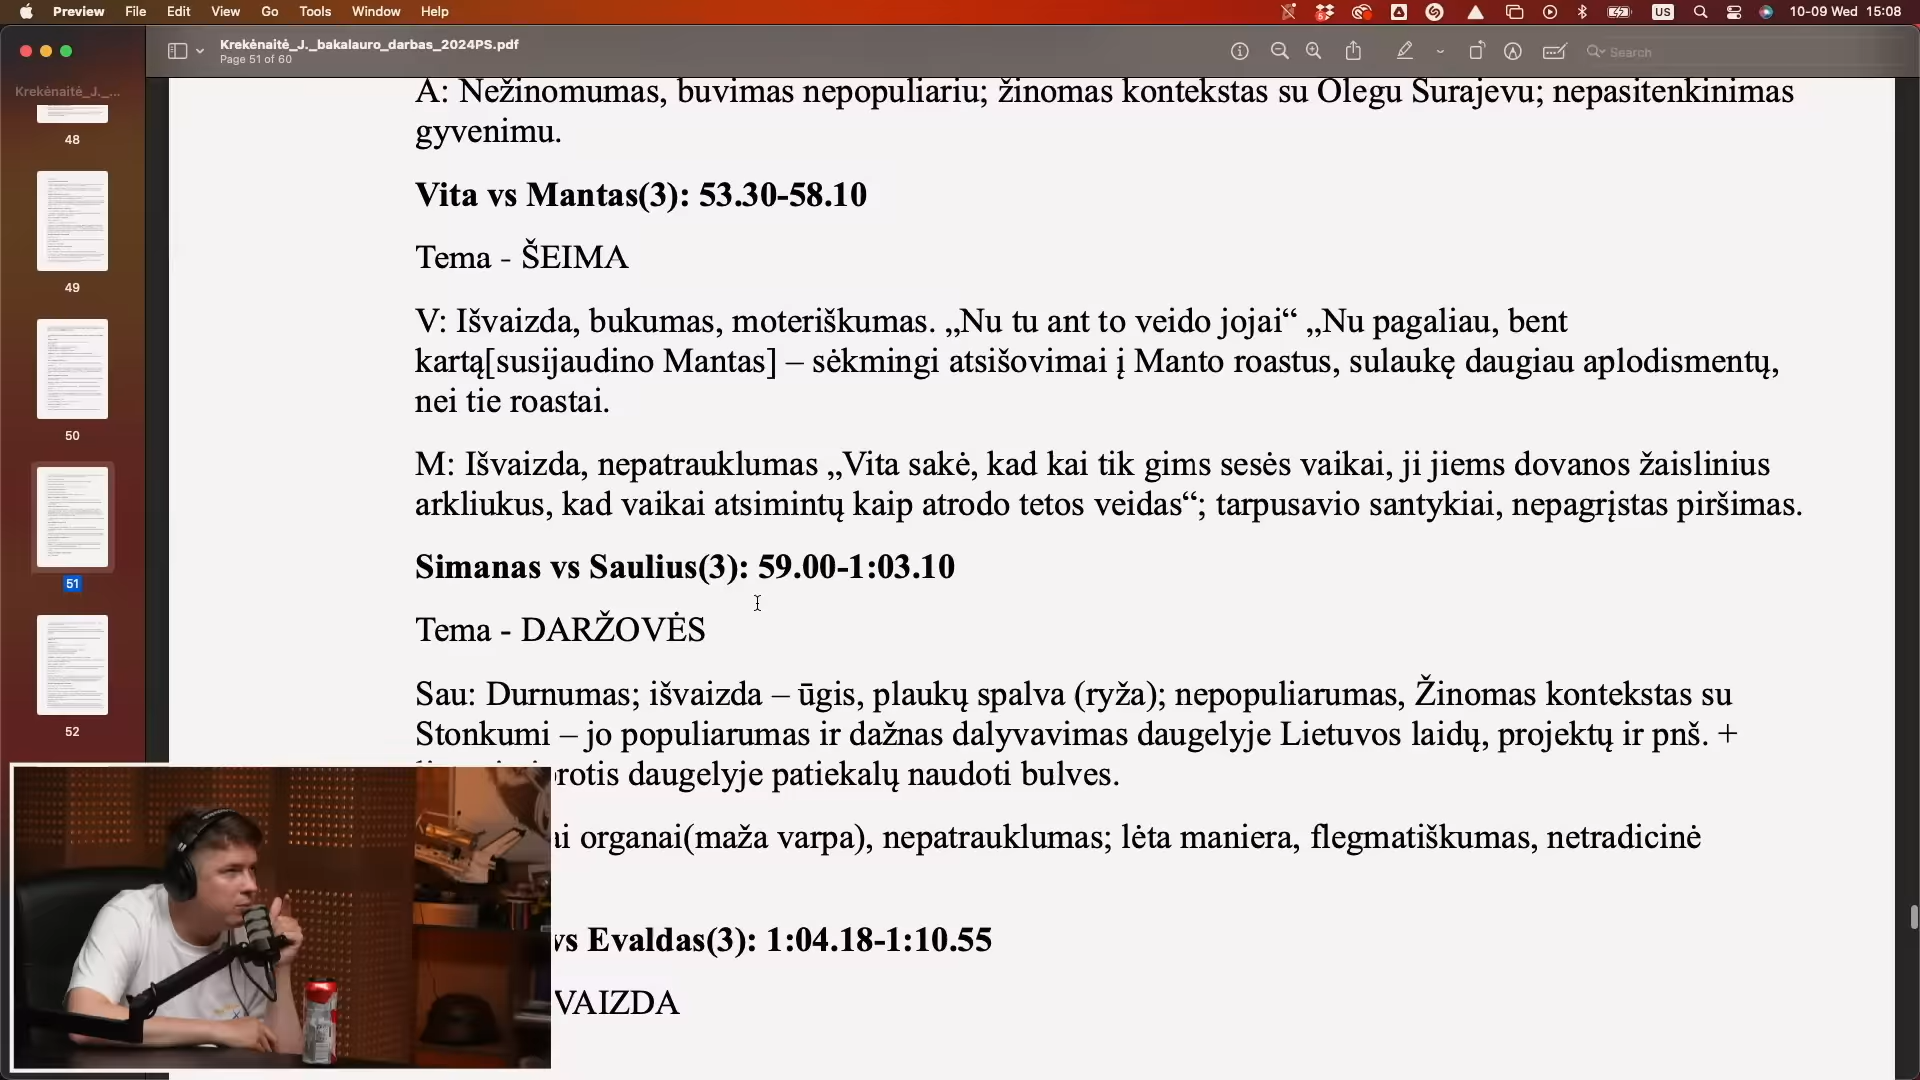 Preview File Edit View Go Tools Window Help US 10-09 Wed 15:08
Krekėnaitė_J._bakalauro_darbas_2024PS.pdf
Page 51 of 60
Search
Krekėnaitė_J._...
48
49
50
51
52
A: Nežinomumas, buvimas nepopuliariu; žinomas kontekstas su Olegu Šurajevu; nepasitenkinimas
gyvenimu.
Vita vs Mantas(3): 53.30-58.10
Tema - ŠEIMA
V: Išvaizda, bukumas, moteriškumas. „Nu tu ant to veido jojai“ „Nu pagaliau, bent
kartą[susijaudino Mantas] – sėkmingi atsišovimai į Manto roastus, sulaukę daugiau aplodismentų,
nei tie roastai.
M: Išvaizda, nepatrauklumas „Vita sakė, kad kai tik gims sesės vaikai, ji jiems dovanos žaislinius
arkliukus, kad vaikai atsimintų kaip atrodo tetos veidas“; tarpusavio santykiai, nepagrįstas piršimas.
Simanas vs Saulius(3): 59.00-1:03.10
Tema - DARŽOVĖS
Sau: Durnumas; išvaizda – ūgis, plaukų spalva (ryža); nepopuliarumas, Žinomas kontekstas su
Stonkumi – jo populiarumas ir dažnas dalyvavimas daugelyje Lietuvos laidų, projektų ir pnš. +
rotis daugelyje patiekalų naudoti bulves.
ai organai(maža varpa), nepatrauklumas; lėta maniera, flegmatiškumas, netradicinė
vs Evaldas(3): 1:04.18-1:10.55
VAIZDA